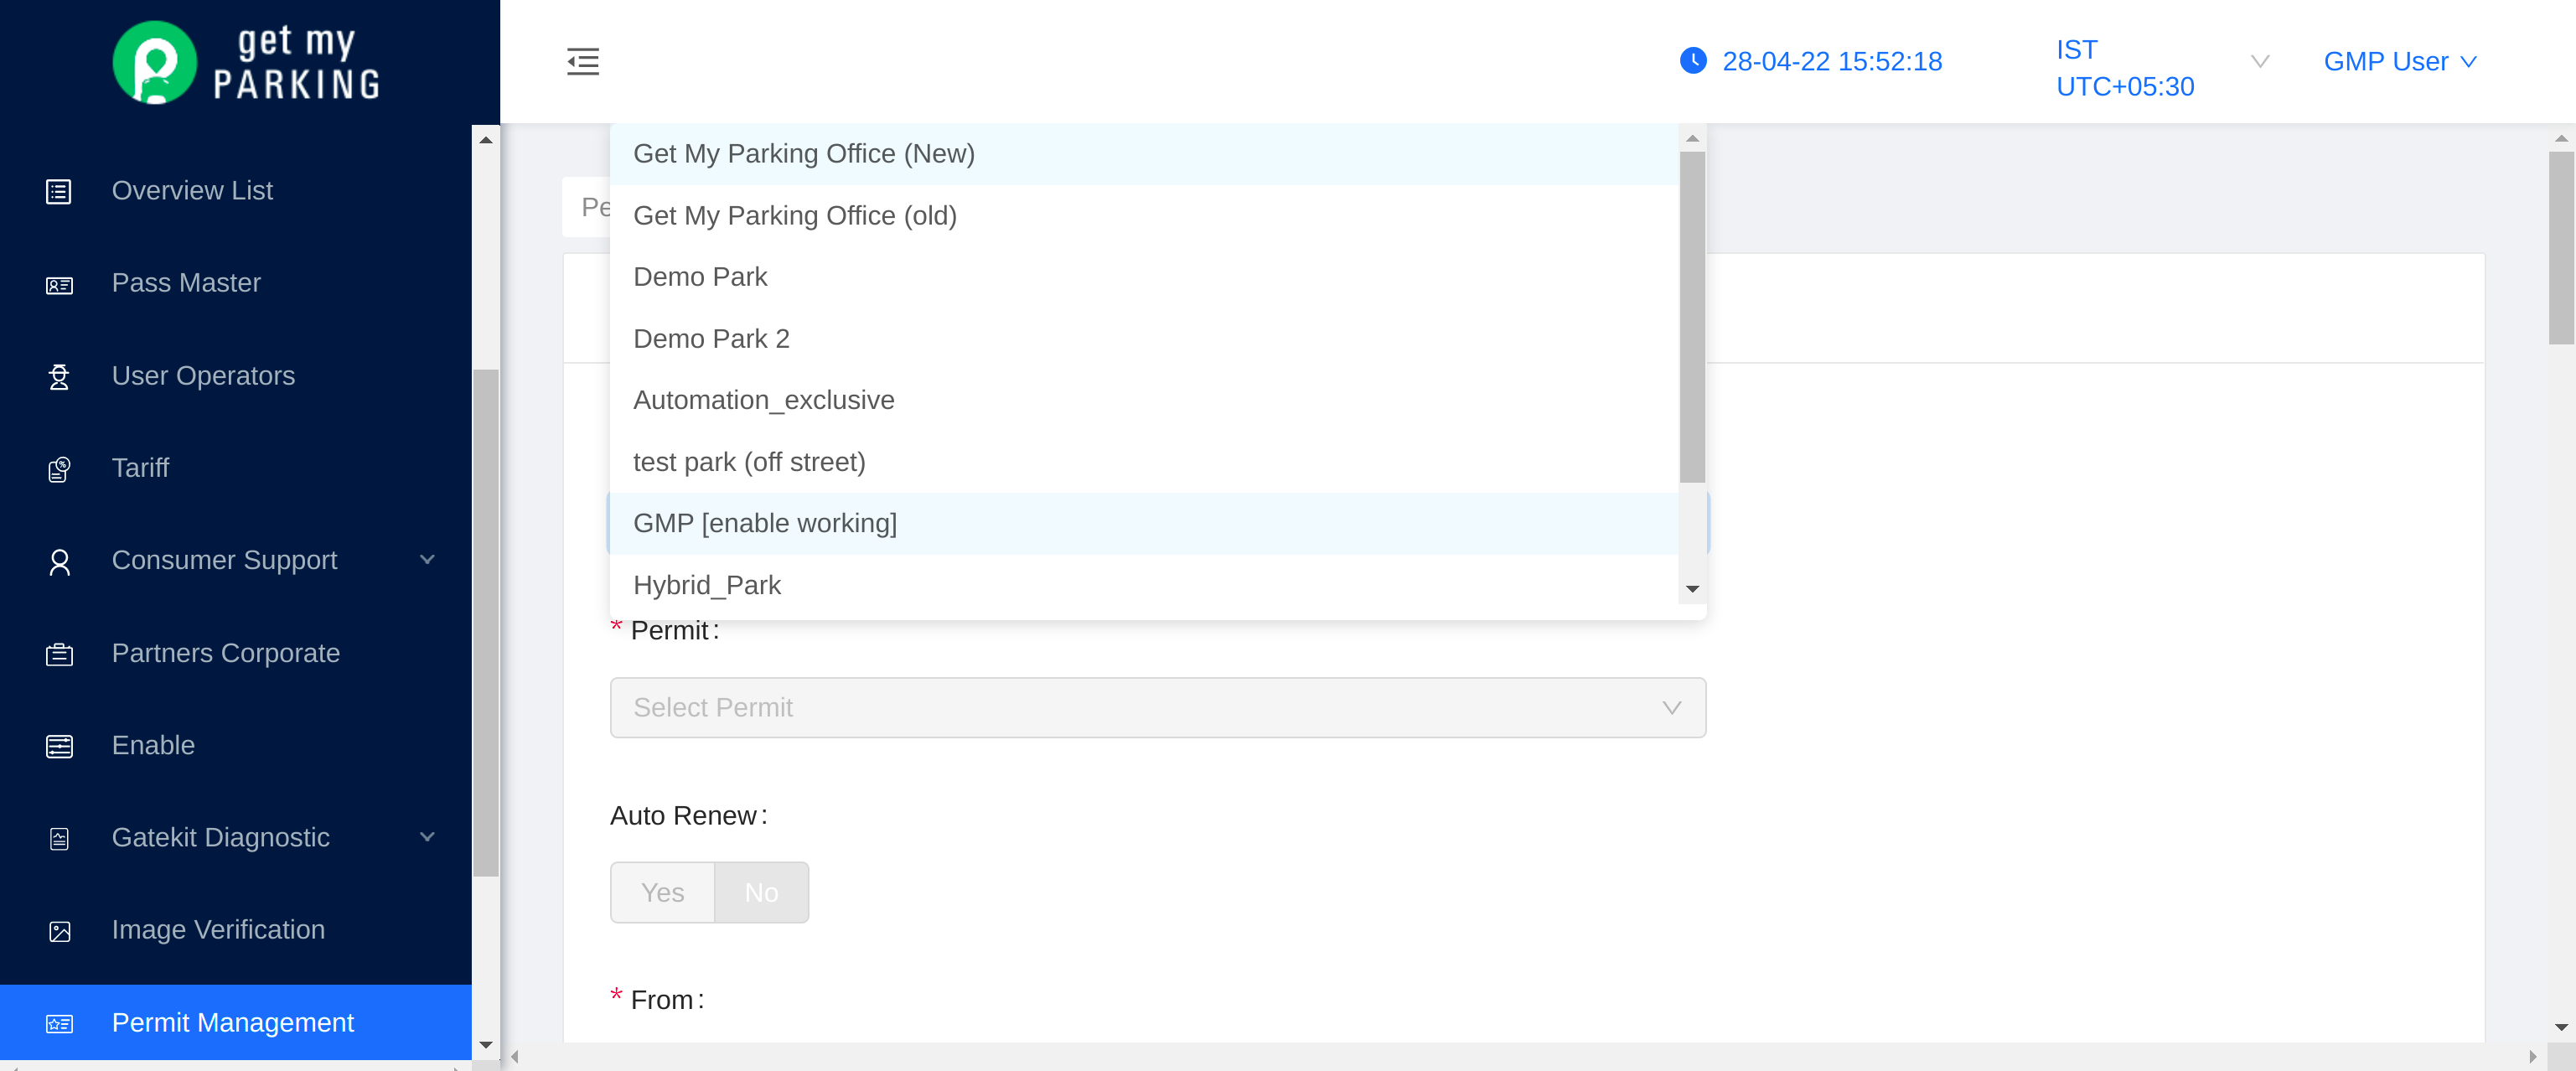 get my
PARKING
Overview List
Pass Master
User Operators
Tariff
Consumer Support
Partners Corporate
Enable
Gatekit Diagnostic
Image Verification
Permit Management
28-04-22 15:52:18
IST
UTC+05:30
GMP User
Pe
Get My Parking Office (New)
Get My Parking Office (old)
Demo Park
Demo Park 2
Automation_exclusive
test park (off street)
GMP [enable working]
Hybrid_Park
* Permit:
Select Permit
Auto Renew:
Yes No
* From: